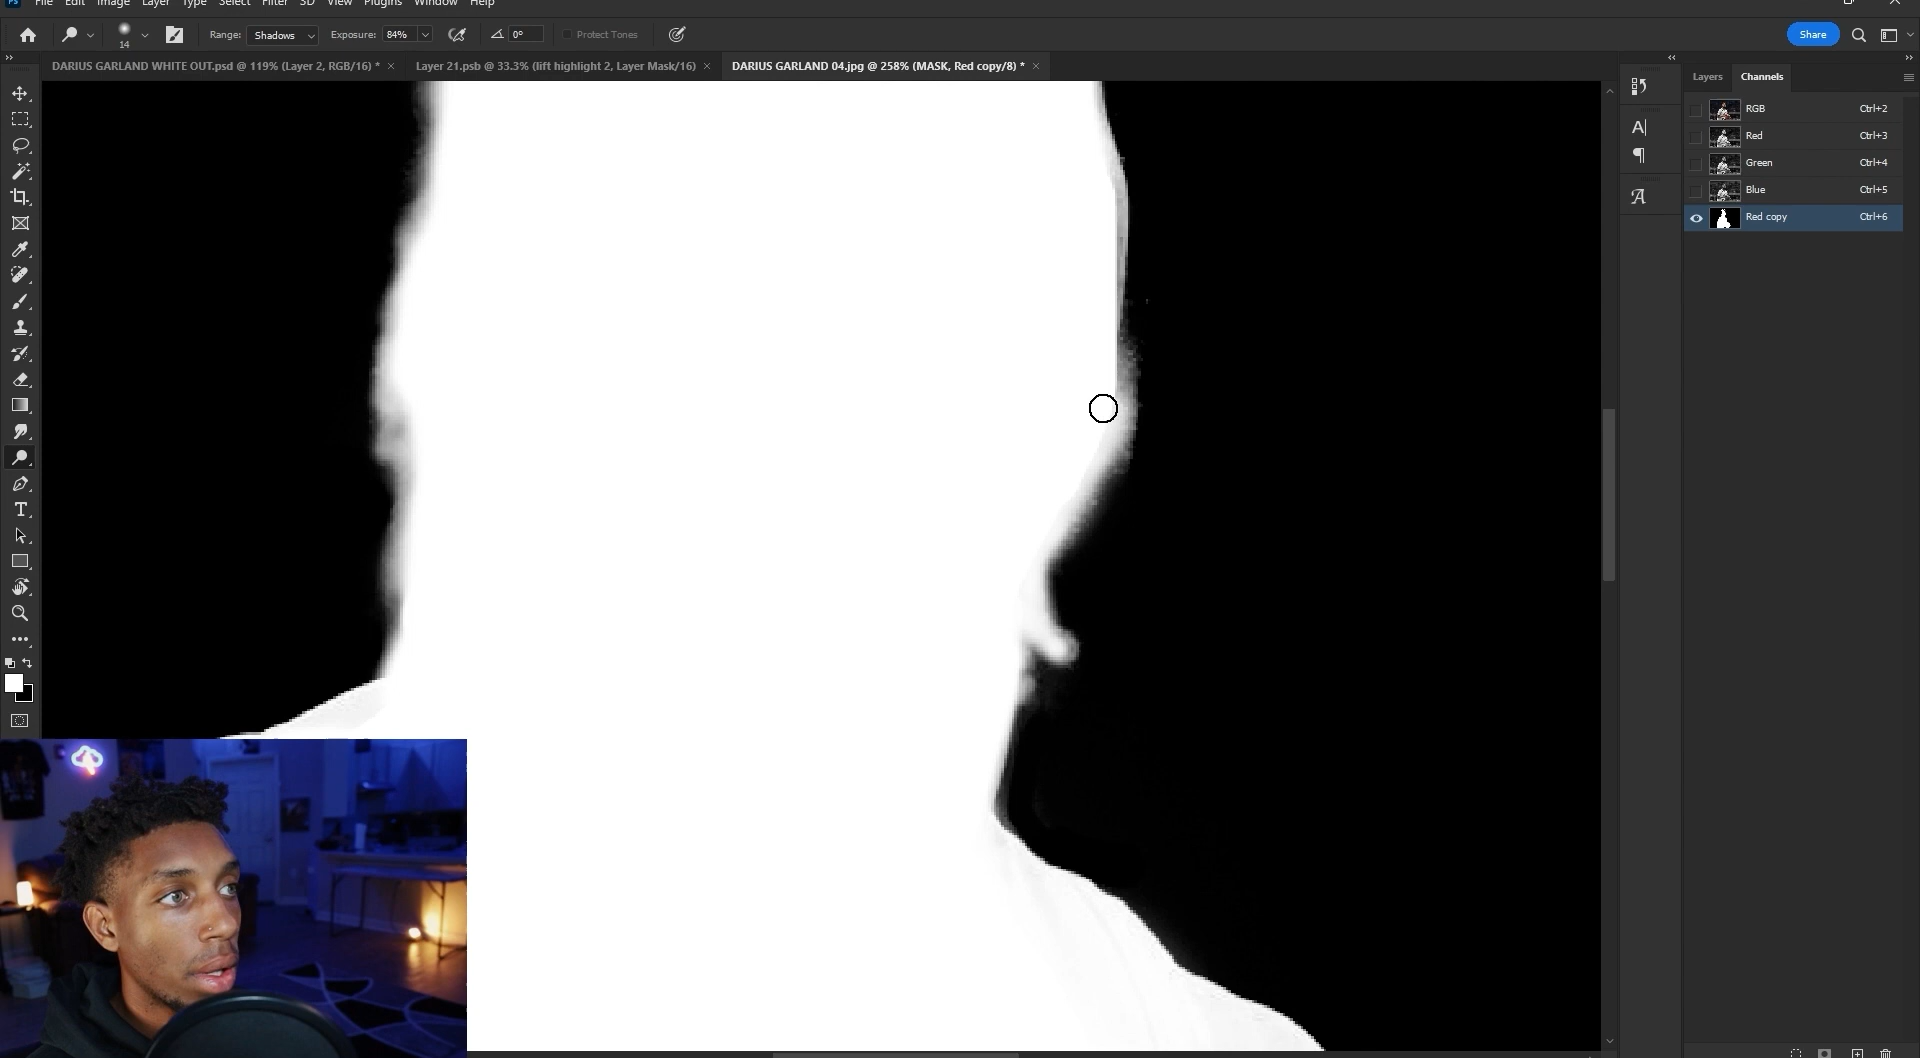 Ps File Edit Image Layer Type Select Filter 3D View Plugins Window Help
14 Range: Shadows Exposure: 84% 0° Protect Tones Share
DARIUS GARLAND WHITE OUT.psd @ 119% (Layer 2, RGB/16) * × Layer 21.psb @ 33.3% (lift highlight 2, Layer Mask/16) × DARIUS GARLAND 04.jpg @ 258% (MASK, Red copy/8) * ×
Layers Channels
RGB Ctrl+2
Red Ctrl+3
Green Ctrl+4
Blue Ctrl+5
Red copy Ctrl+6